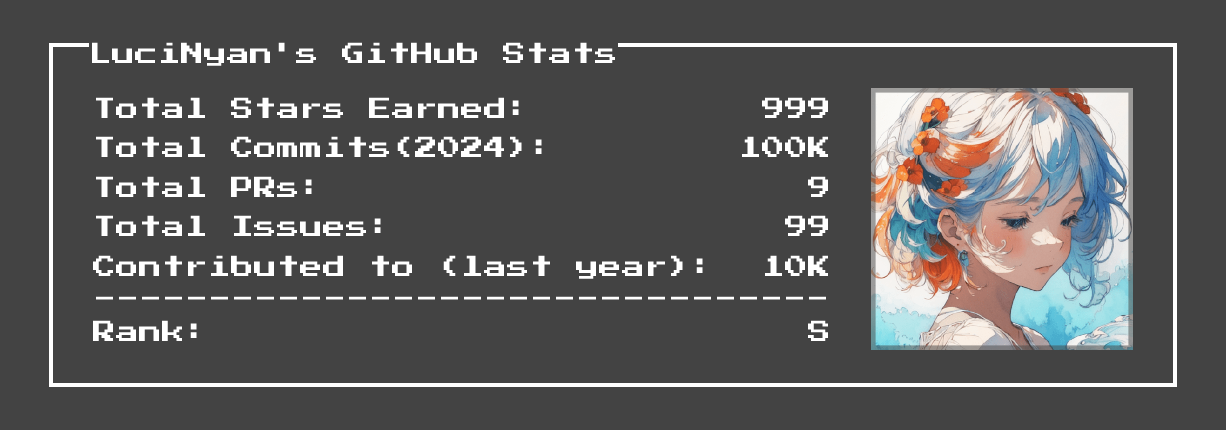 LuciNyan's GitHub Stats
Total Stars Earned: 999
Total Commits(2024): 100K
Total PRs: 9
Total Issues: 99
Contributed to (last year): 10K
--------------------------------
Rank: S